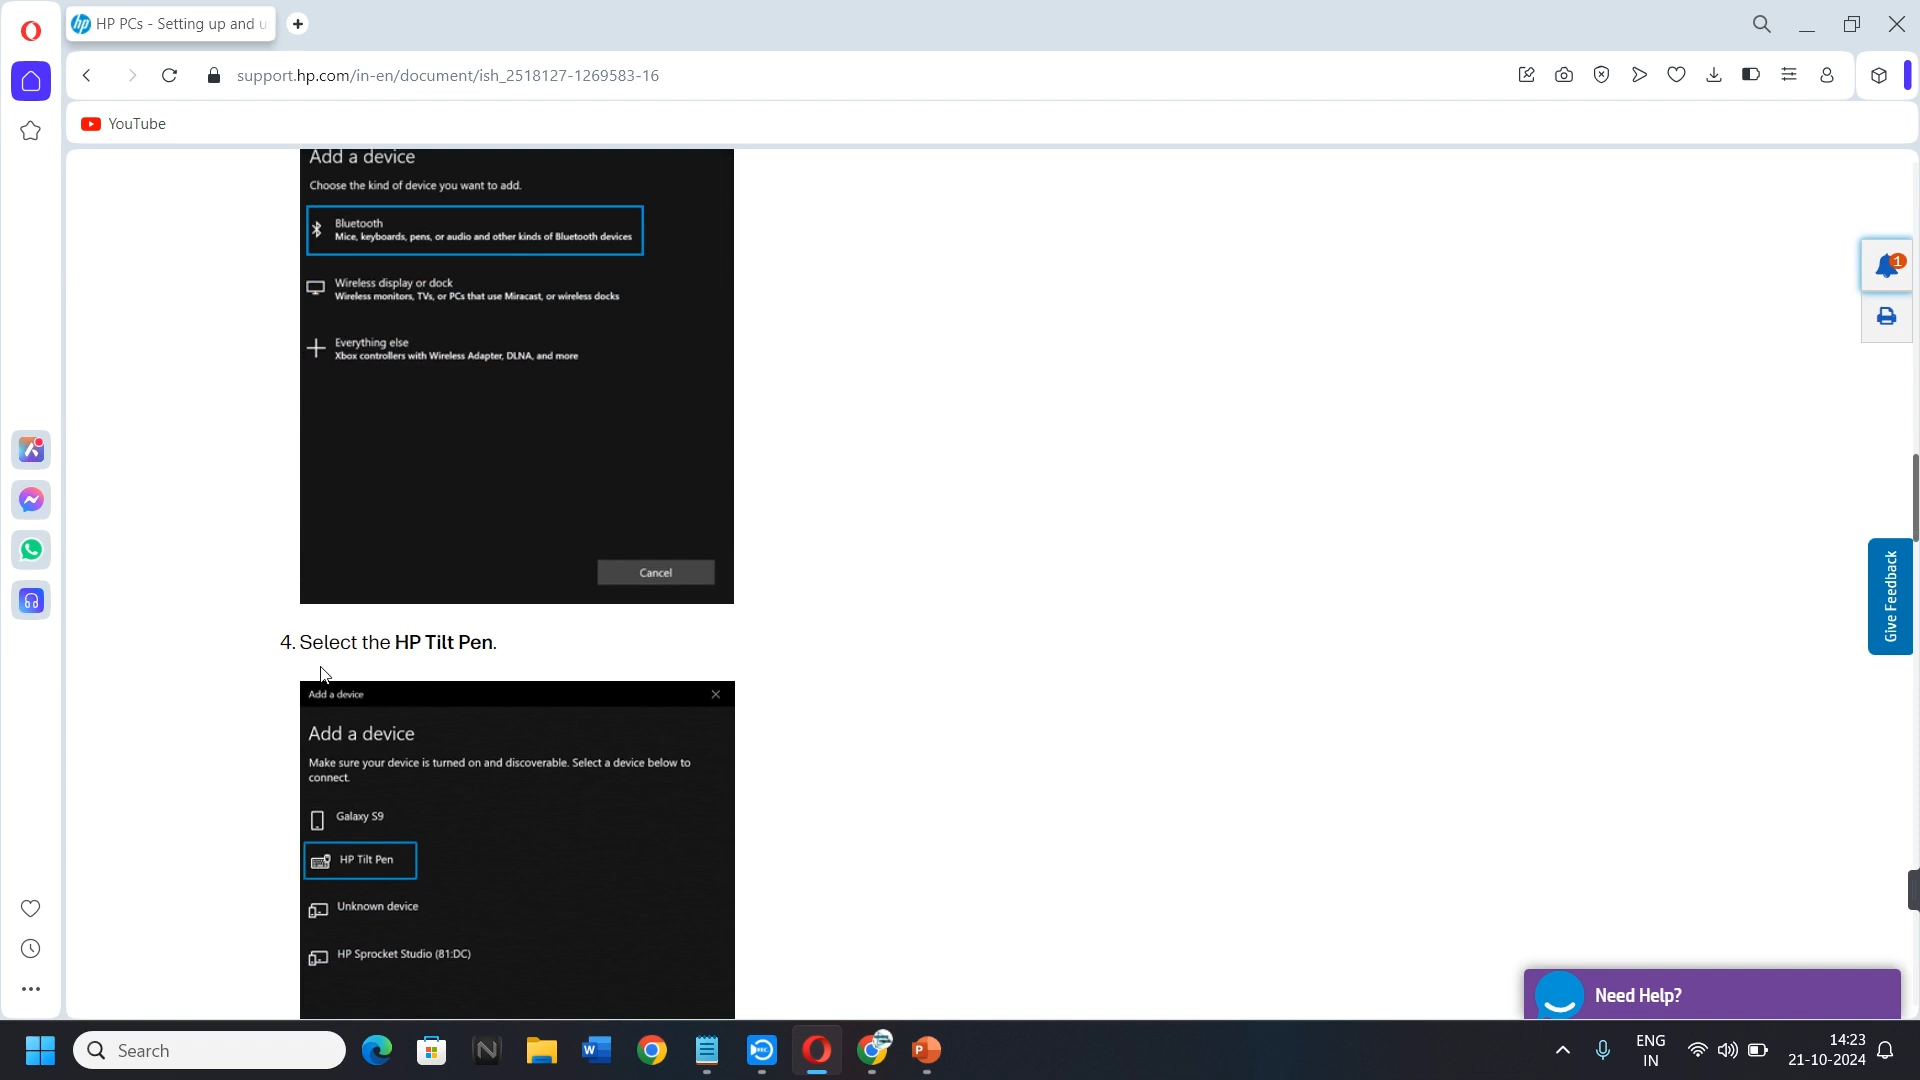 HP PCs - Setting up and u
support.hp.com/in-en/document/ish_2518127-1269583-16
YouTube
Add a device
Choose the kind of device you want to add.
Bluetooth
Mice, keyboards, pens, or audio and other kinds of Bluetooth devices
Wireless display or dock
Wireless monitors, TVs, or PCs that use Miracast, or wireless docks
Everything else
Xbox controllers with Wireless Adapter, DLNA, and more
Cancel
4. Select the HP Tilt Pen.
Add a device
Add a device
Make sure your device is turned on and discoverable. Select a device below to
connect.
Galaxy S9
HP Tilt Pen
Unknown device
HP Sprocket Studio (81:DC)
1
Give Feedback
Need Help?
Search
ENG
IN
14:23
21-10-2024